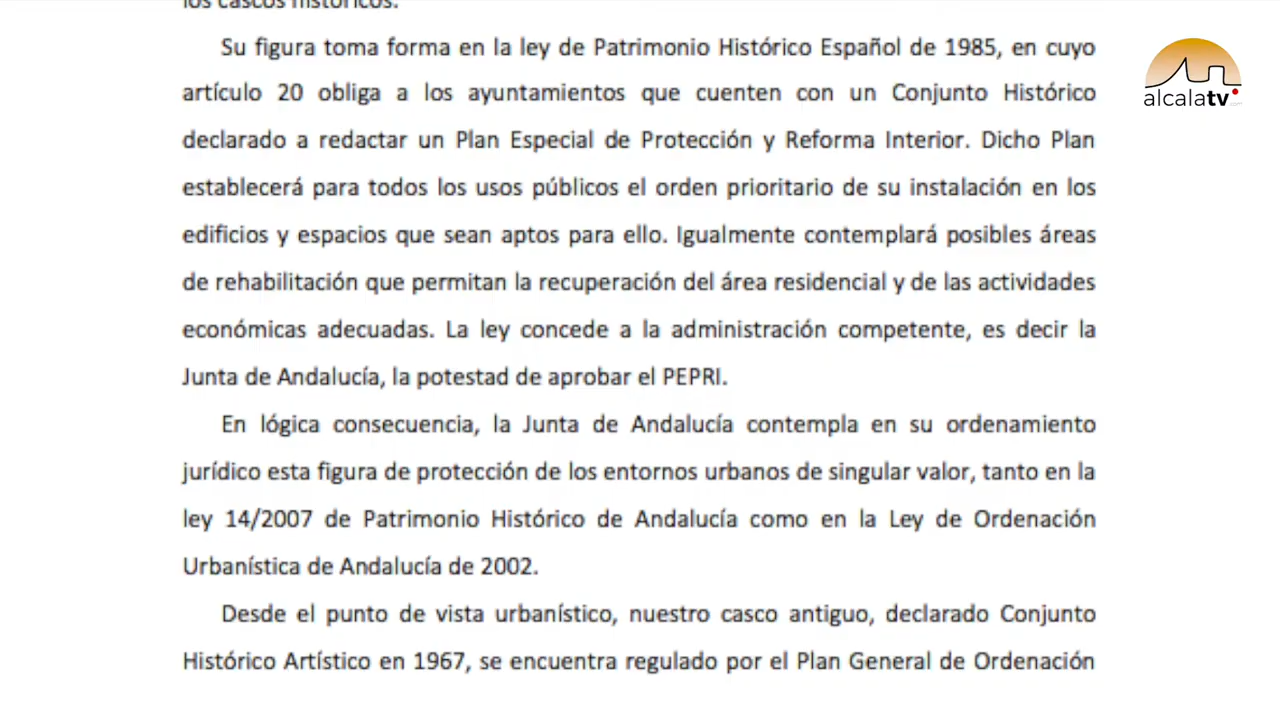 los cascos históricos.
Su figura toma forma en la ley de Patrimonio Histórico Español de 1985, en cuyo
artículo 20 obliga a los ayuntamientos que cuenten con un Conjunto Histórico
declarado a redactar un Plan Especial de Protección y Reforma Interior. Dicho Plan
establecerá para todos los usos públicos el orden prioritario de su instalación en los
edificios y espacios que sean aptos para ello. Igualmente contemplará posibles áreas
de rehabilitación que permitan la recuperación del área residencial y de las actividades
económicas adecuadas. La ley concede a la administración competente, es decir la
Junta de Andalucía, la potestad de aprobar el PEPRI.
En lógica consecuencia, la Junta de Andalucía contempla en su ordenamiento
jurídico esta figura de protección de los entornos urbanos de singular valor, tanto en la
ley 14/2007 de Patrimonio Histórico de Andalucía como en la Ley de Ordenación
Urbanística de Andalucía de 2002.
Desde el punto de vista urbanístico, nuestro casco antiguo, declarado Conjunto
Histórico Artístico en 1967, se encuentra regulado por el Plan General de Ordenación
alcalatv